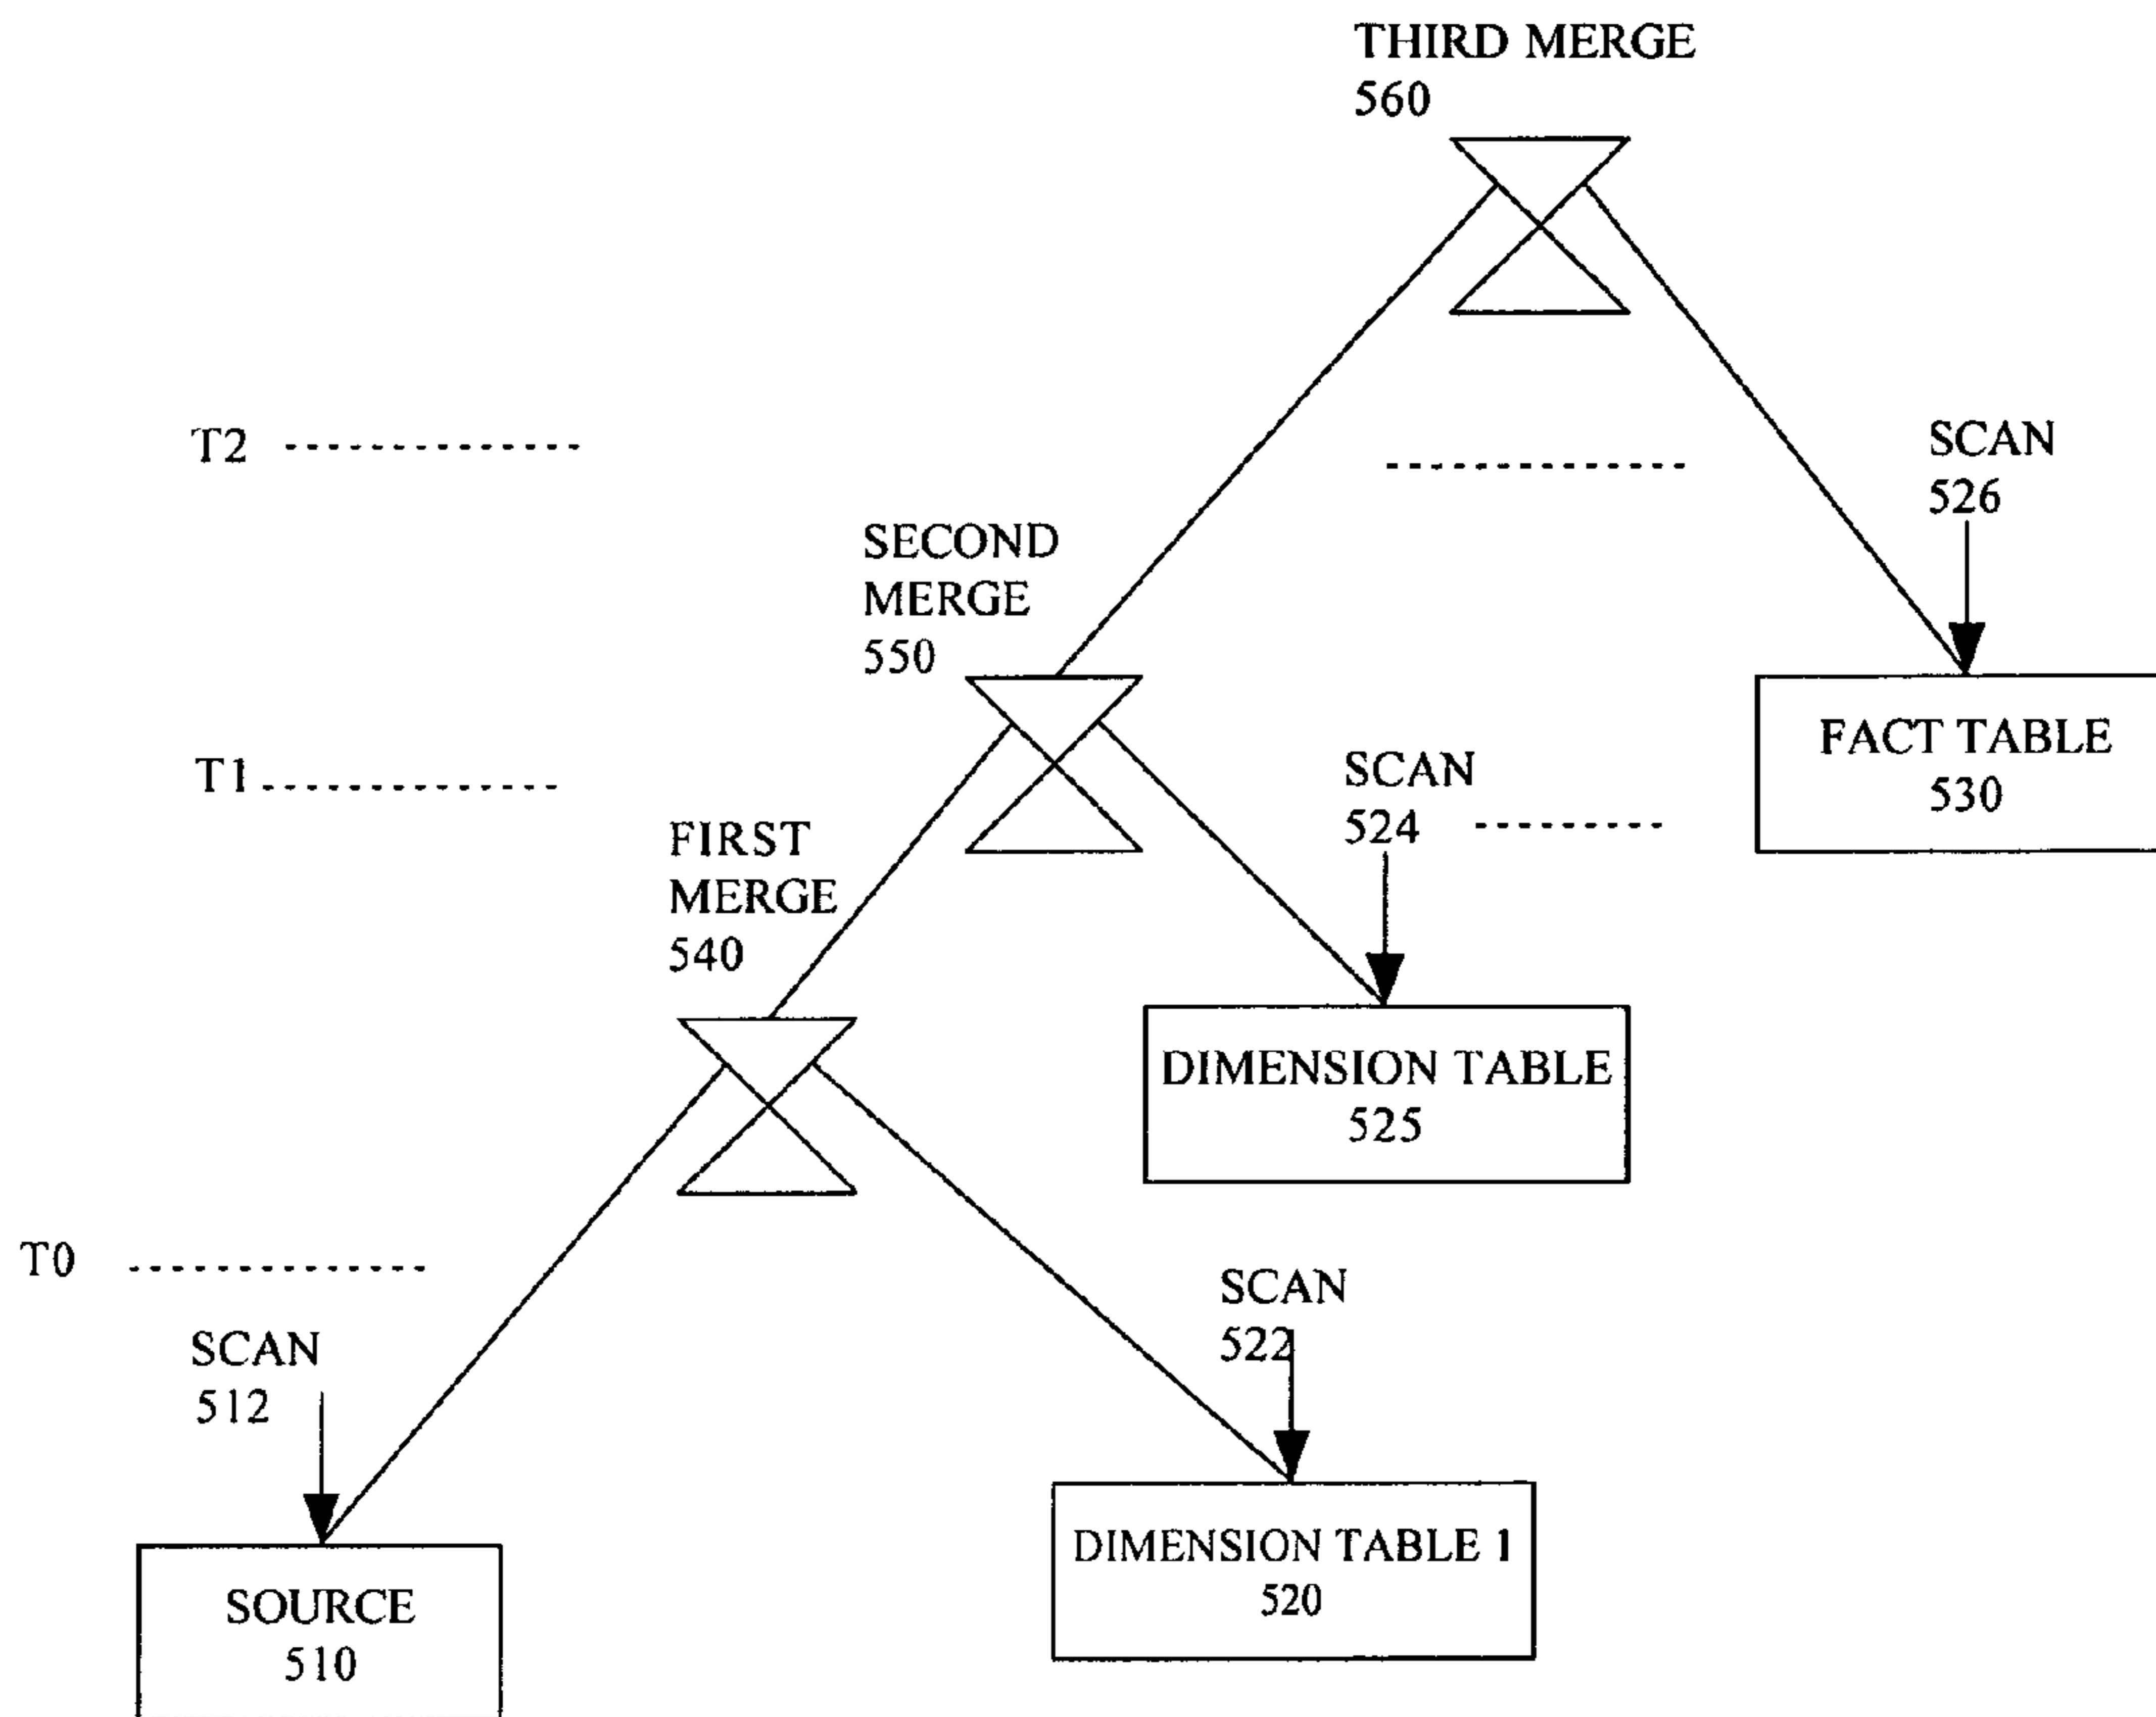 THIRD MERGE
560
T2
SCAN
526
SECOND
MERGE
550
FACT TABLE
530
T1
SCAN
524
FIRST
MERGE
540
DIMENSION TABLE
525
T0
SCAN
522
SCAN
512
DIMENSION TABLE 1
520
SOURCE
510